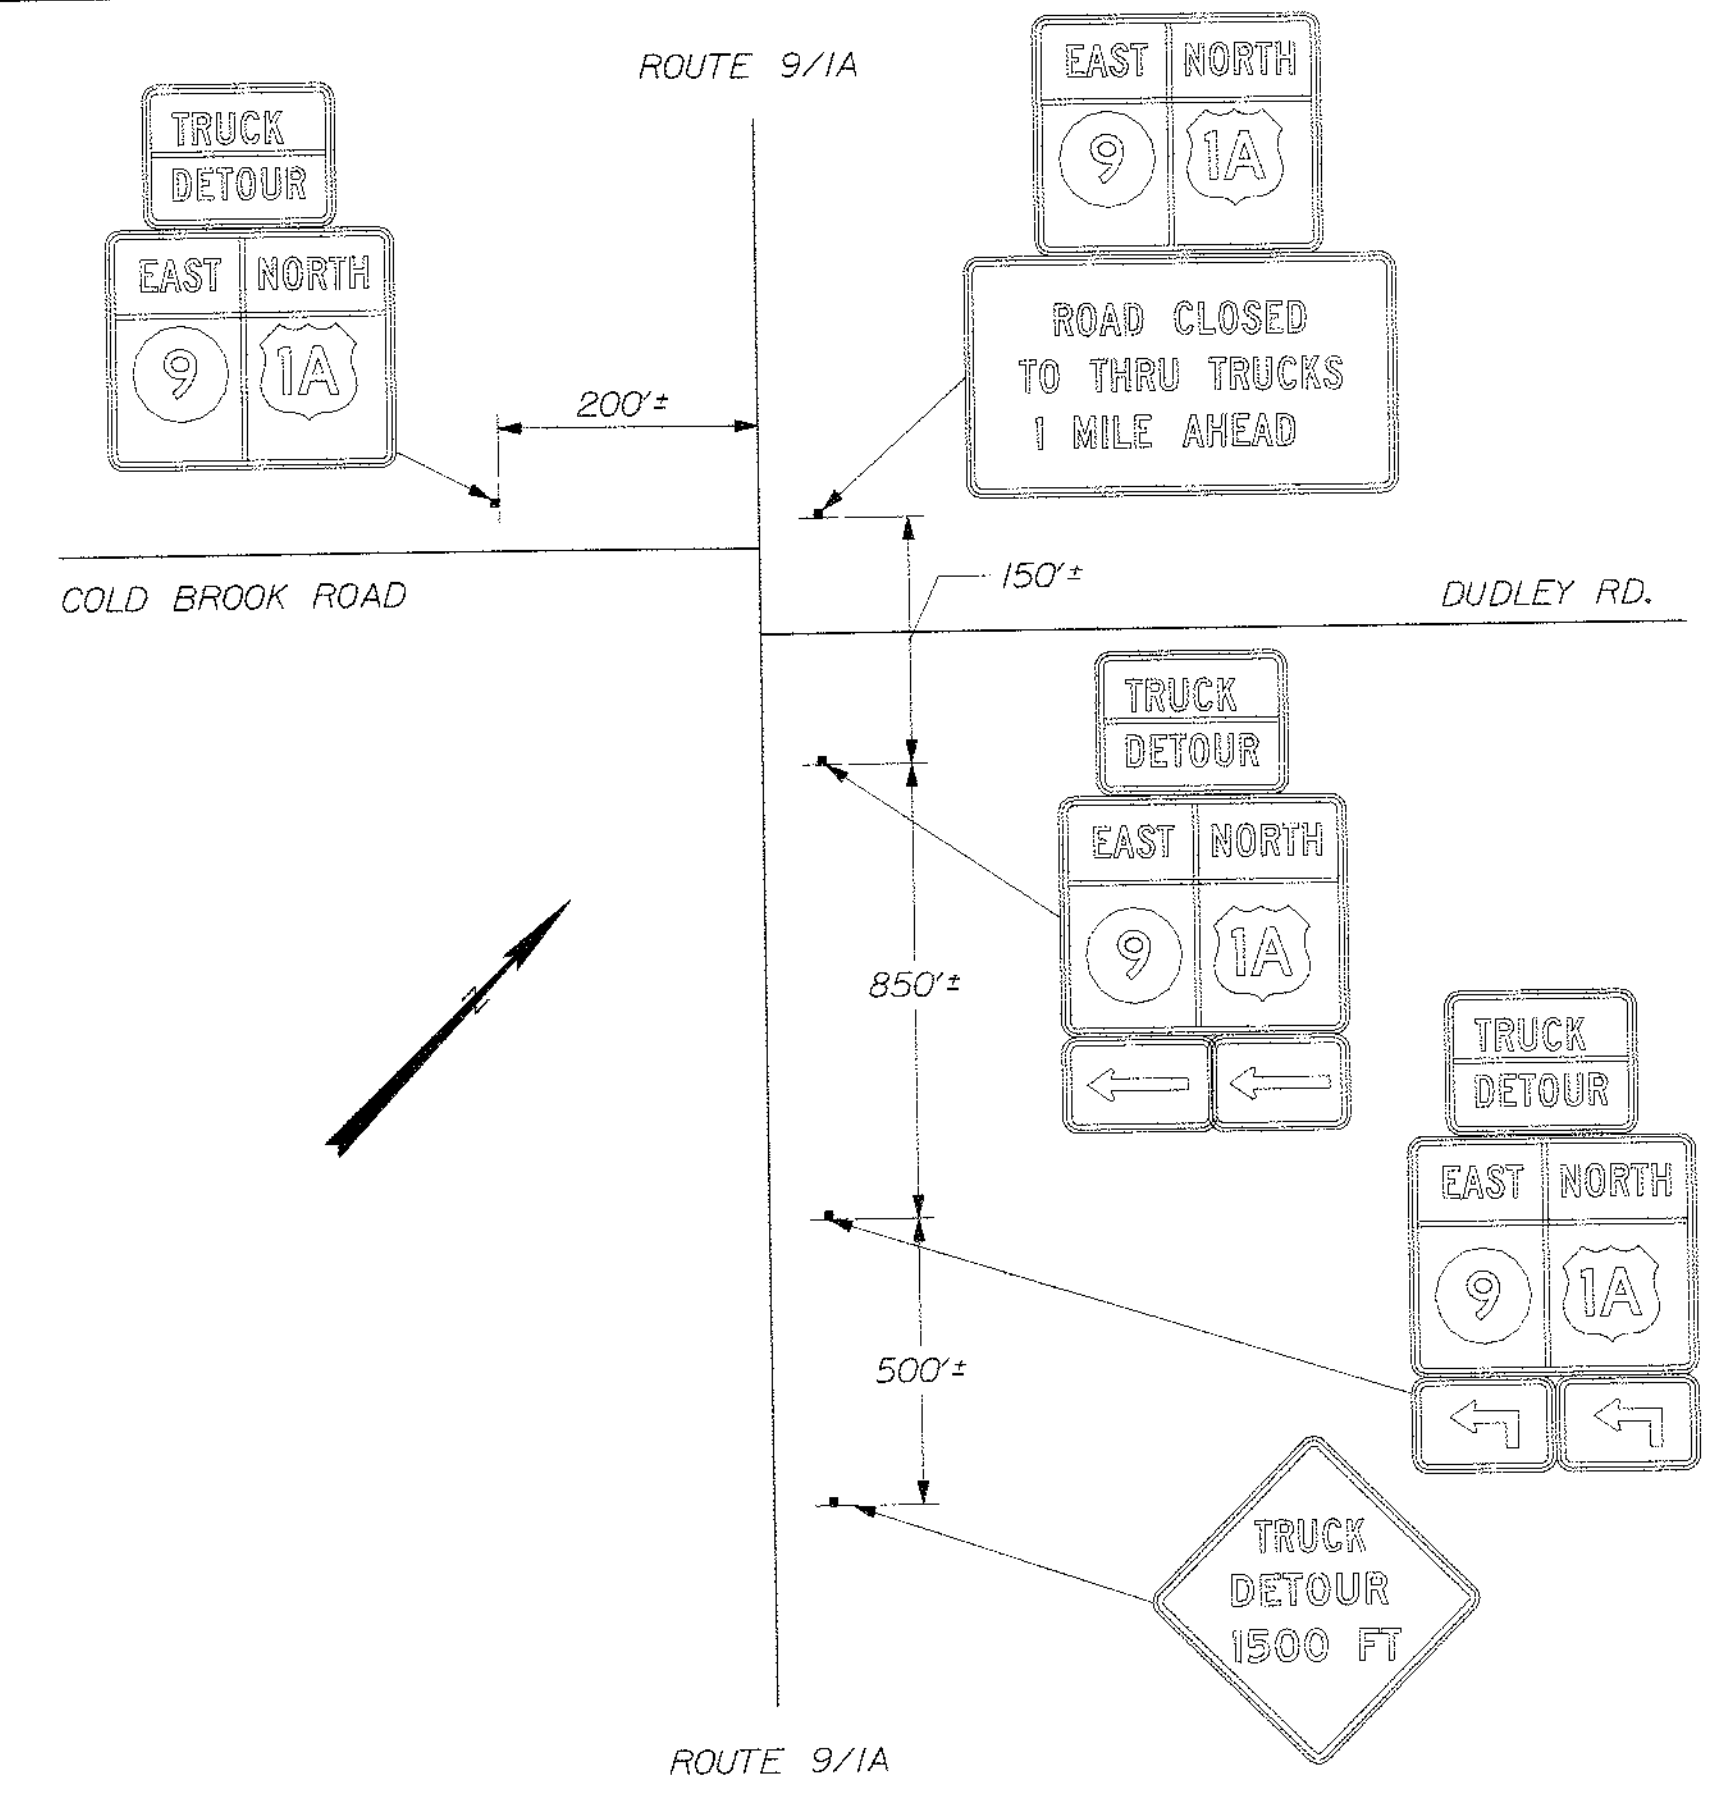 ROUTE 9/1A
TRUCK
DETOUR
EAST NORTH
9 1A
EAST NORTH
9 1A
ROAD CLOSED
TO THRU TRUCKS
1 MILE AHEAD
200'±
150'±
COLD BROOK ROAD
DUDLEY RD.
TRUCK
DETOUR
EAST NORTH
9 1A
850'±
N
TRUCK
DETOUR
EAST NORTH
9 1A
500'±
TRUCK
DETOUR
1500 FT
ROUTE 9/1A